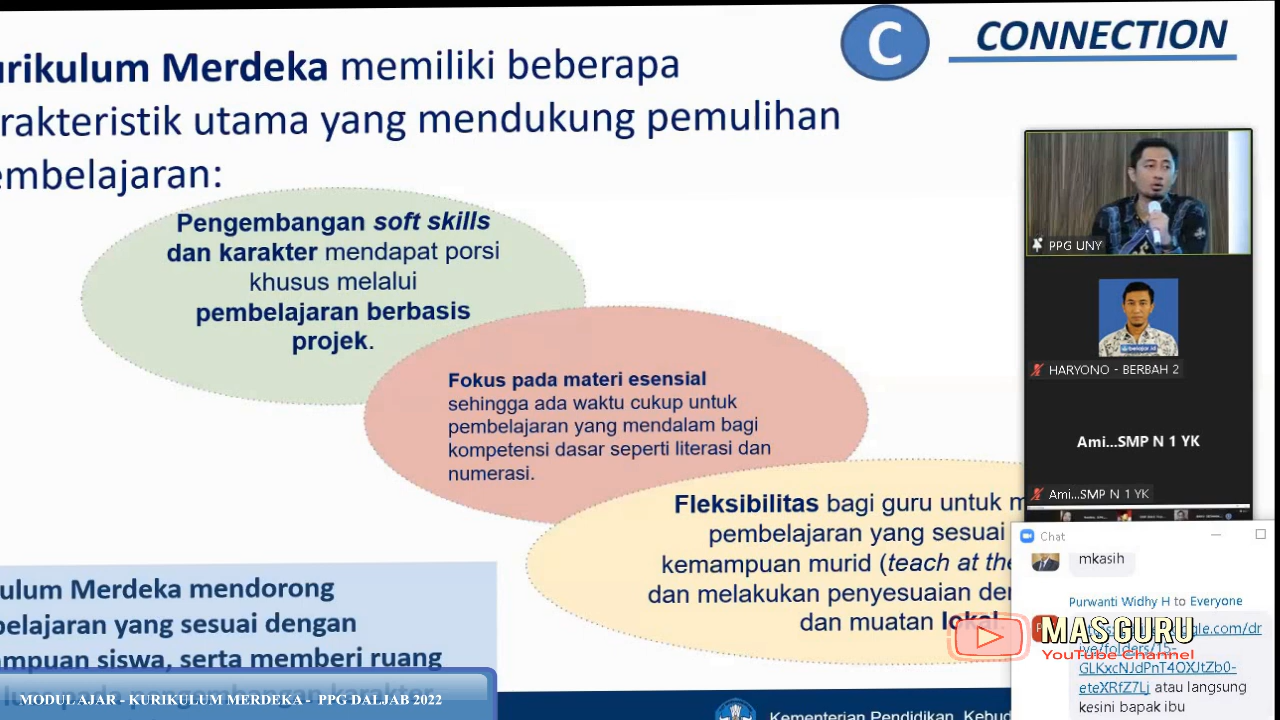 C
CONNECTION
urikulum Merdeka memiliki beberapa
rakteristik utama yang mendukung pemulihan
embelajaran:
Pengembangan soft skills
dan karakter mendapat porsi
khusus melalui
pembelajaran berbasis
projek.
Fokus pada materi esensial
sehingga ada waktu cukup untuk
pembelajaran yang mendalam bagi
kompetensi dasar seperti literasi dan
numerasi.
Fleksibilitas bagi guru untuk m
pembelajaran yang sesuai
kemampuan murid (teach at the
dan melakukan penyesuaian de
dan muatan lokal.
ulum Merdeka mendorong
belajaran yang sesuai dengan
ampuan siswa, serta memberi ruang
MODUL AJAR - KURIKULUM MERDEKA - PPG DALJAB 2022
Kementerian Pendidikan, Kebud
PPG UNY
HARYONO - BERBAH 2
Ami...SMP N 1 YK
Ami...SMP N 1 YK
Chat
mkasih
Purwanti Widhy H to Everyone
gle.com/dr
ive/folders/15-
GLKxcNJdPnT4OXJtZb0-
eteXRfZ7Lj atau langsung
kesini bapak ibu
MAS GURU
YouTube Channel